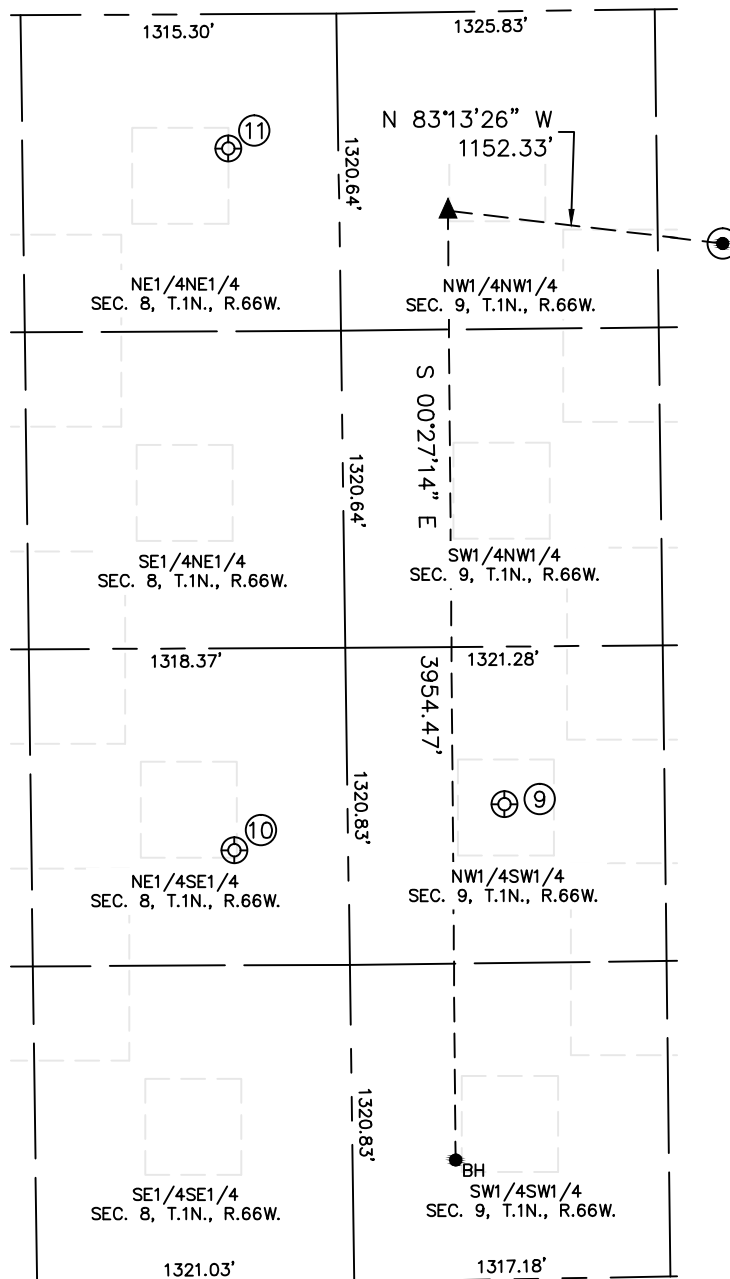 1315.30'
1325.83'
11
N 83°13'26" W
1152.33'
1320.64'
NE1/4NE1/4
SEC. 8, T.1N., R.66W.
NW1/4NW1/4
SEC. 9, T.1N., R.66W.
S 00°27'14" E
1320.64'
SE1/4NE1/4
SEC. 8, T.1N., R.66W.
SW1/4NW1/4
SEC. 9, T.1N., R.66W.
1318.37'
1321.28'
3954.47'
1320.83'
9
10
NE1/4SE1/4
SEC. 8, T.1N., R.66W.
NW1/4SW1/4
SEC. 9, T.1N., R.66W.
1320.83'
BH
SE1/4SE1/4
SEC. 8, T.1N., R.66W.
SW1/4SW1/4
SEC. 9, T.1N., R.66W.
1321.03'
1317.18'